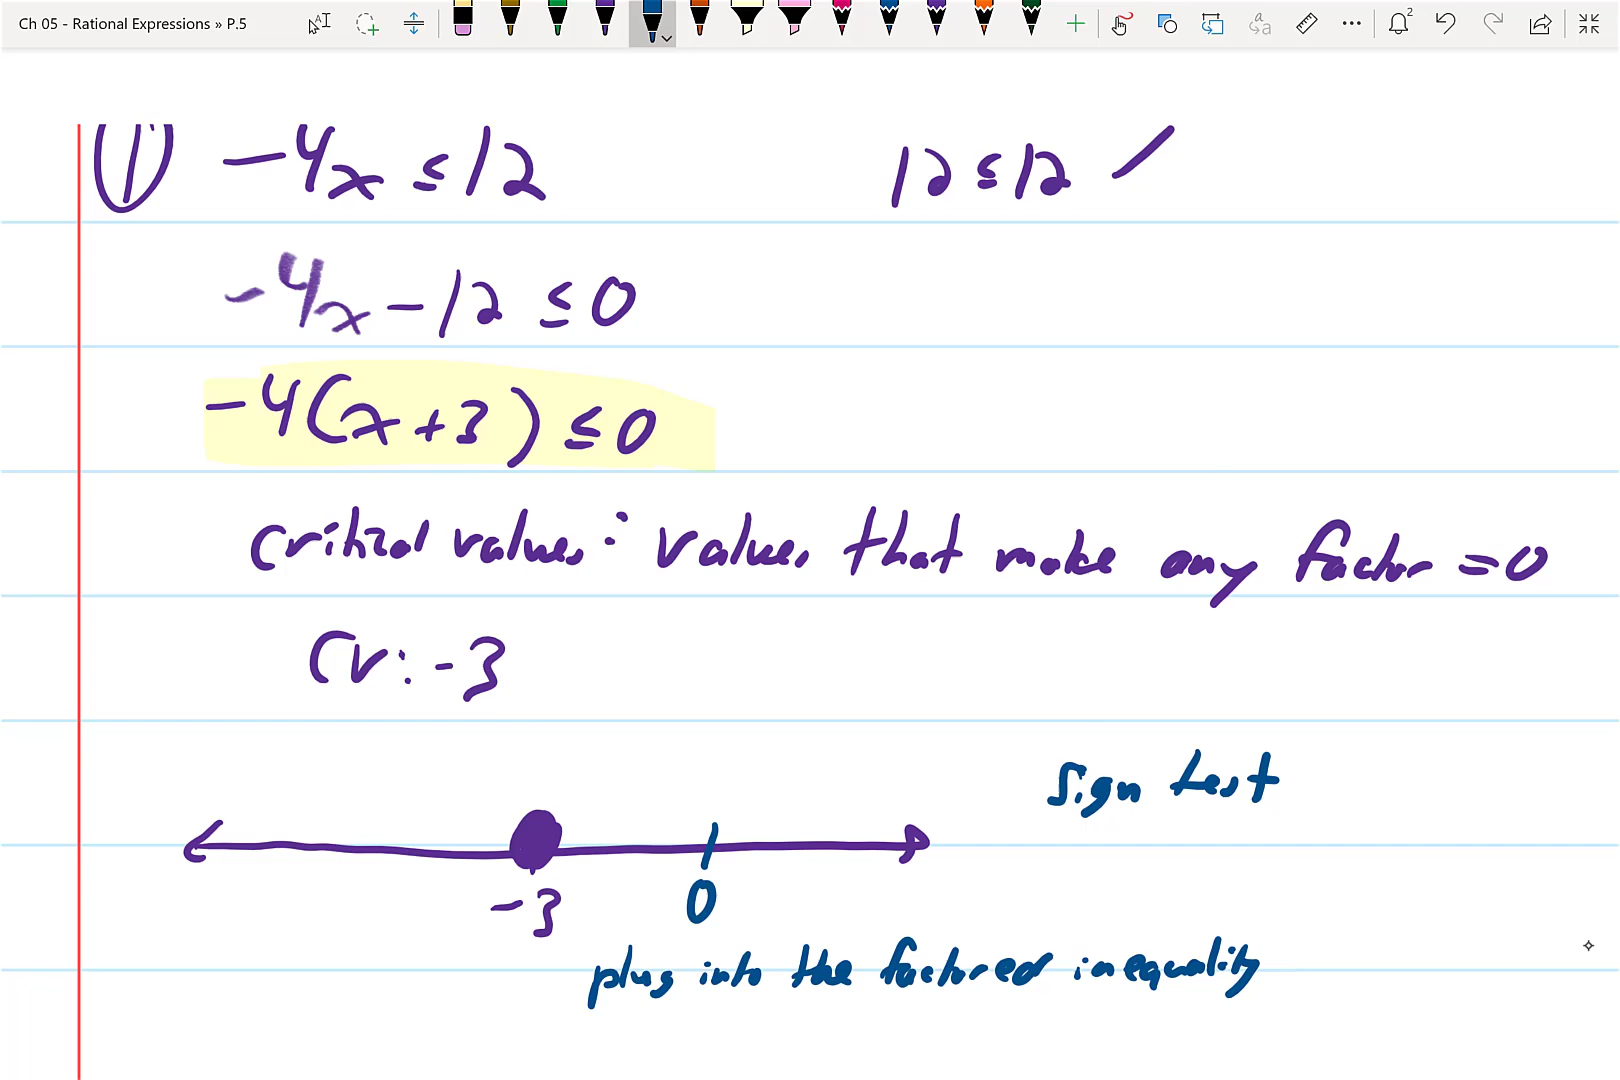 Ch 05 - Rational Expressions » P.5
① -4x ≤ 12 12 ≤ 12 ✓
-4x - 12 ≤ 0
-4(x+3) ≤ 0
critical values: values that make any factor = 0
CV: -3
sign test
-3 0
plug into the factored inequality